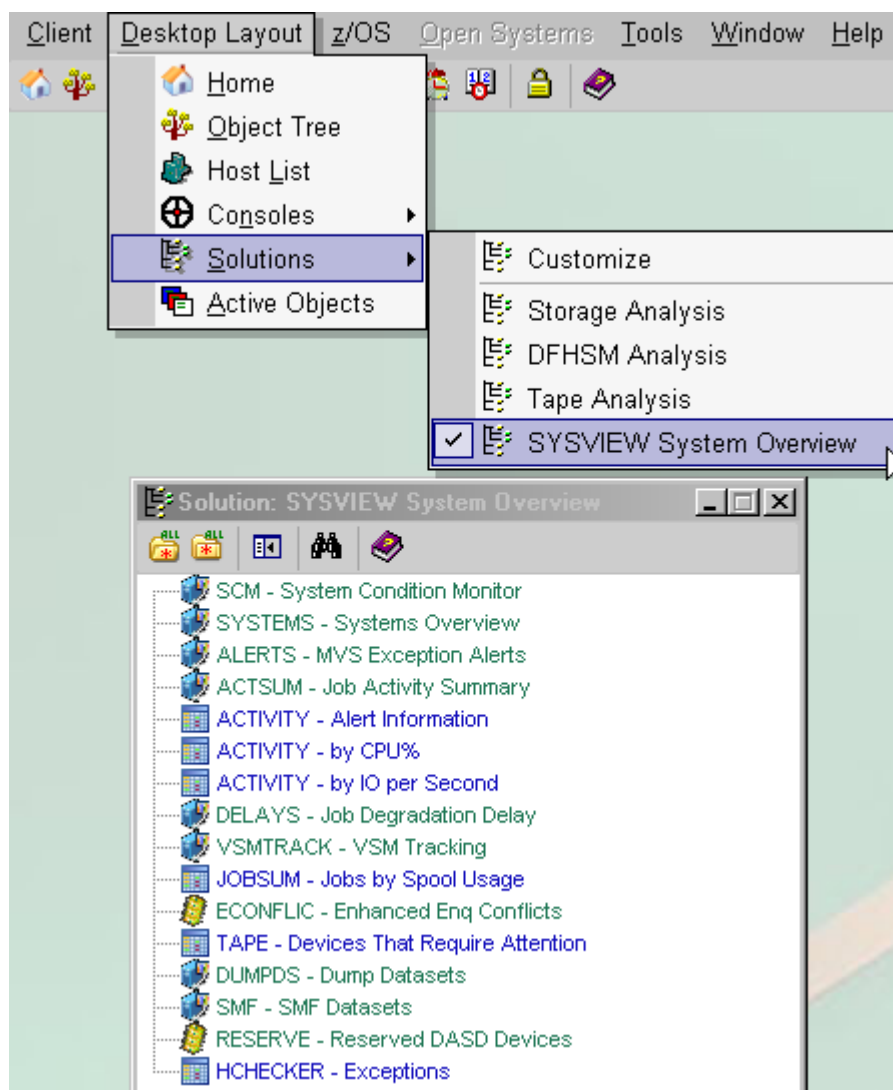 Client Desktop Layout z/OS Open Systems Tools Window Help
Home
Object Tree
Host List
Consoles
Solutions
Active Objects
Customize
Storage Analysis
DFHSM Analysis
Tape Analysis
SYSVIEW System Overview
Solution: SYSVIEW System Overview
ALL ALL
SCM - System Condition Monitor
SYSTEMS - Systems Overview
ALERTS - MVS Exception Alerts
ACTSUM - Job Activity Summary
ACTIVITY - Alert Information
ACTIVITY - by CPU%
ACTIVITY - by IO per Second
DELAYS - Job Degradation Delay
VSMTRACK - VSM Tracking
JOBSUM - Jobs by Spool Usage
ECONFLIC - Enhanced Enq Conflicts
TAPE - Devices That Require Attention
DUMPDS - Dump Datasets
SMF - SMF Datasets
RESERVE - Reserved DASD Devices
HCHECKER - Exceptions